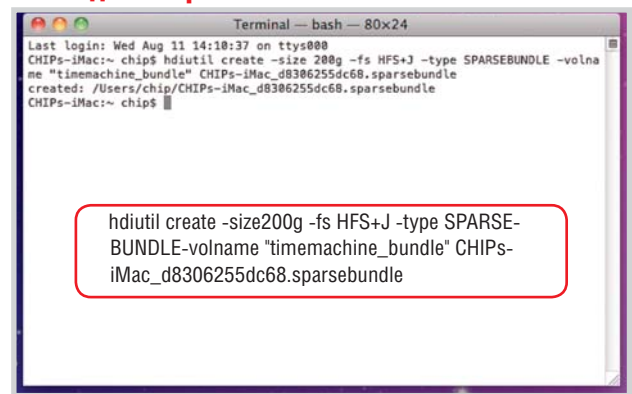 Terminal — bash — 80×24
Last login: Wed Aug 11 14:10:37 on ttys000
CHIPs-iMac:~ chip$ hdiutil create -size 200g -fs HFS+J -type SPARSEBUNDLE -volna
me "timemachine_bundle" CHIPs-iMac_d8306255dc68.sparsebundle
created: /Users/chip/CHIPs-iMac_d8306255dc68.sparsebundle
CHIPs-iMac:~ chip$
hdiutil create -size200g -fs HFS+J -type SPARSE-
BUNDLE-volname "timemachine_bundle" CHIPs-
iMac_d8306255dc68.sparsebundle